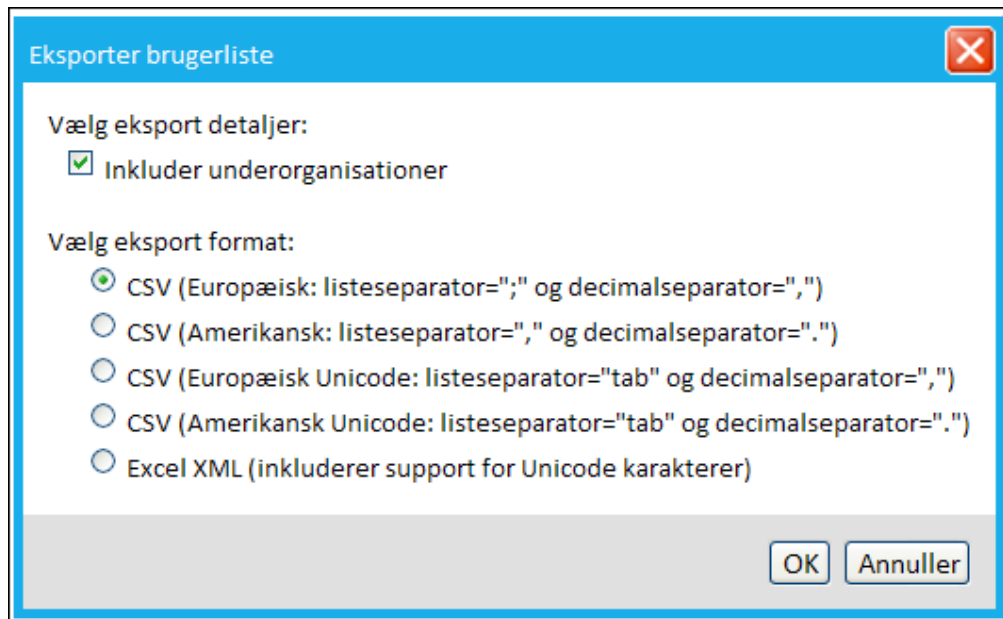 Eksporter brugerliste
Vælg eksport detaljer:
Inkluder underorganisationer
Vælg eksport format:
CSV (Europæisk: listeseparator=";" og decimalseparator=",")
CSV (Amerikansk: listeseparator="," og decimalseparator=".")
CSV (Europæisk Unicode: listeseparator="tab" og decimalseparator=",")
CSV (Amerikansk Unicode: listeseparator="tab" og decimalseparator=".")
Excel XML (inkluderer support for Unicode karakterer)
OK Annuller